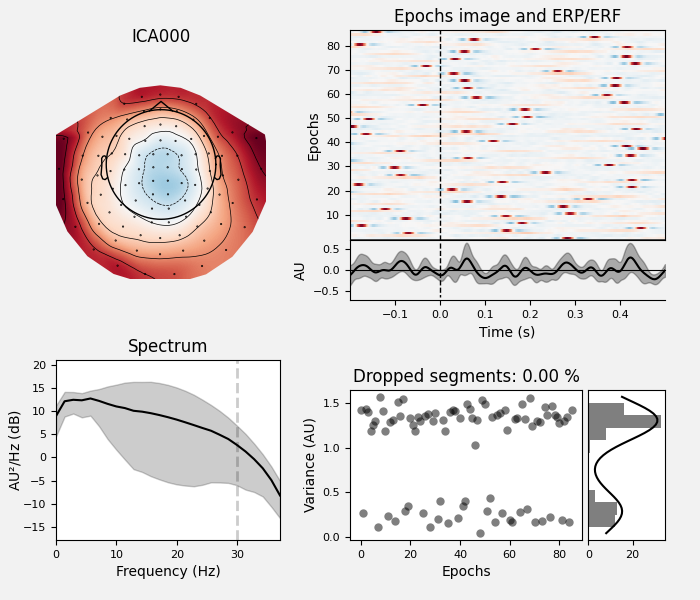 ICA000
Epochs image and ERP/ERF
80
70
60
50
40
30
20
10
Epochs
0.5
0.0
−0.5
AU
−0.1 0.0 0.1 0.2 0.3 0.4
Time (s)
Spectrum
20
15
10
5
0
−5
−10
−15
AU²/Hz (dB)
0 10 20 30
Frequency (Hz)
Dropped segments: 0.00 %
1.5
1.0
0.5
0.0
Variance (AU)
0 20 40 60 80
Epochs
0 20